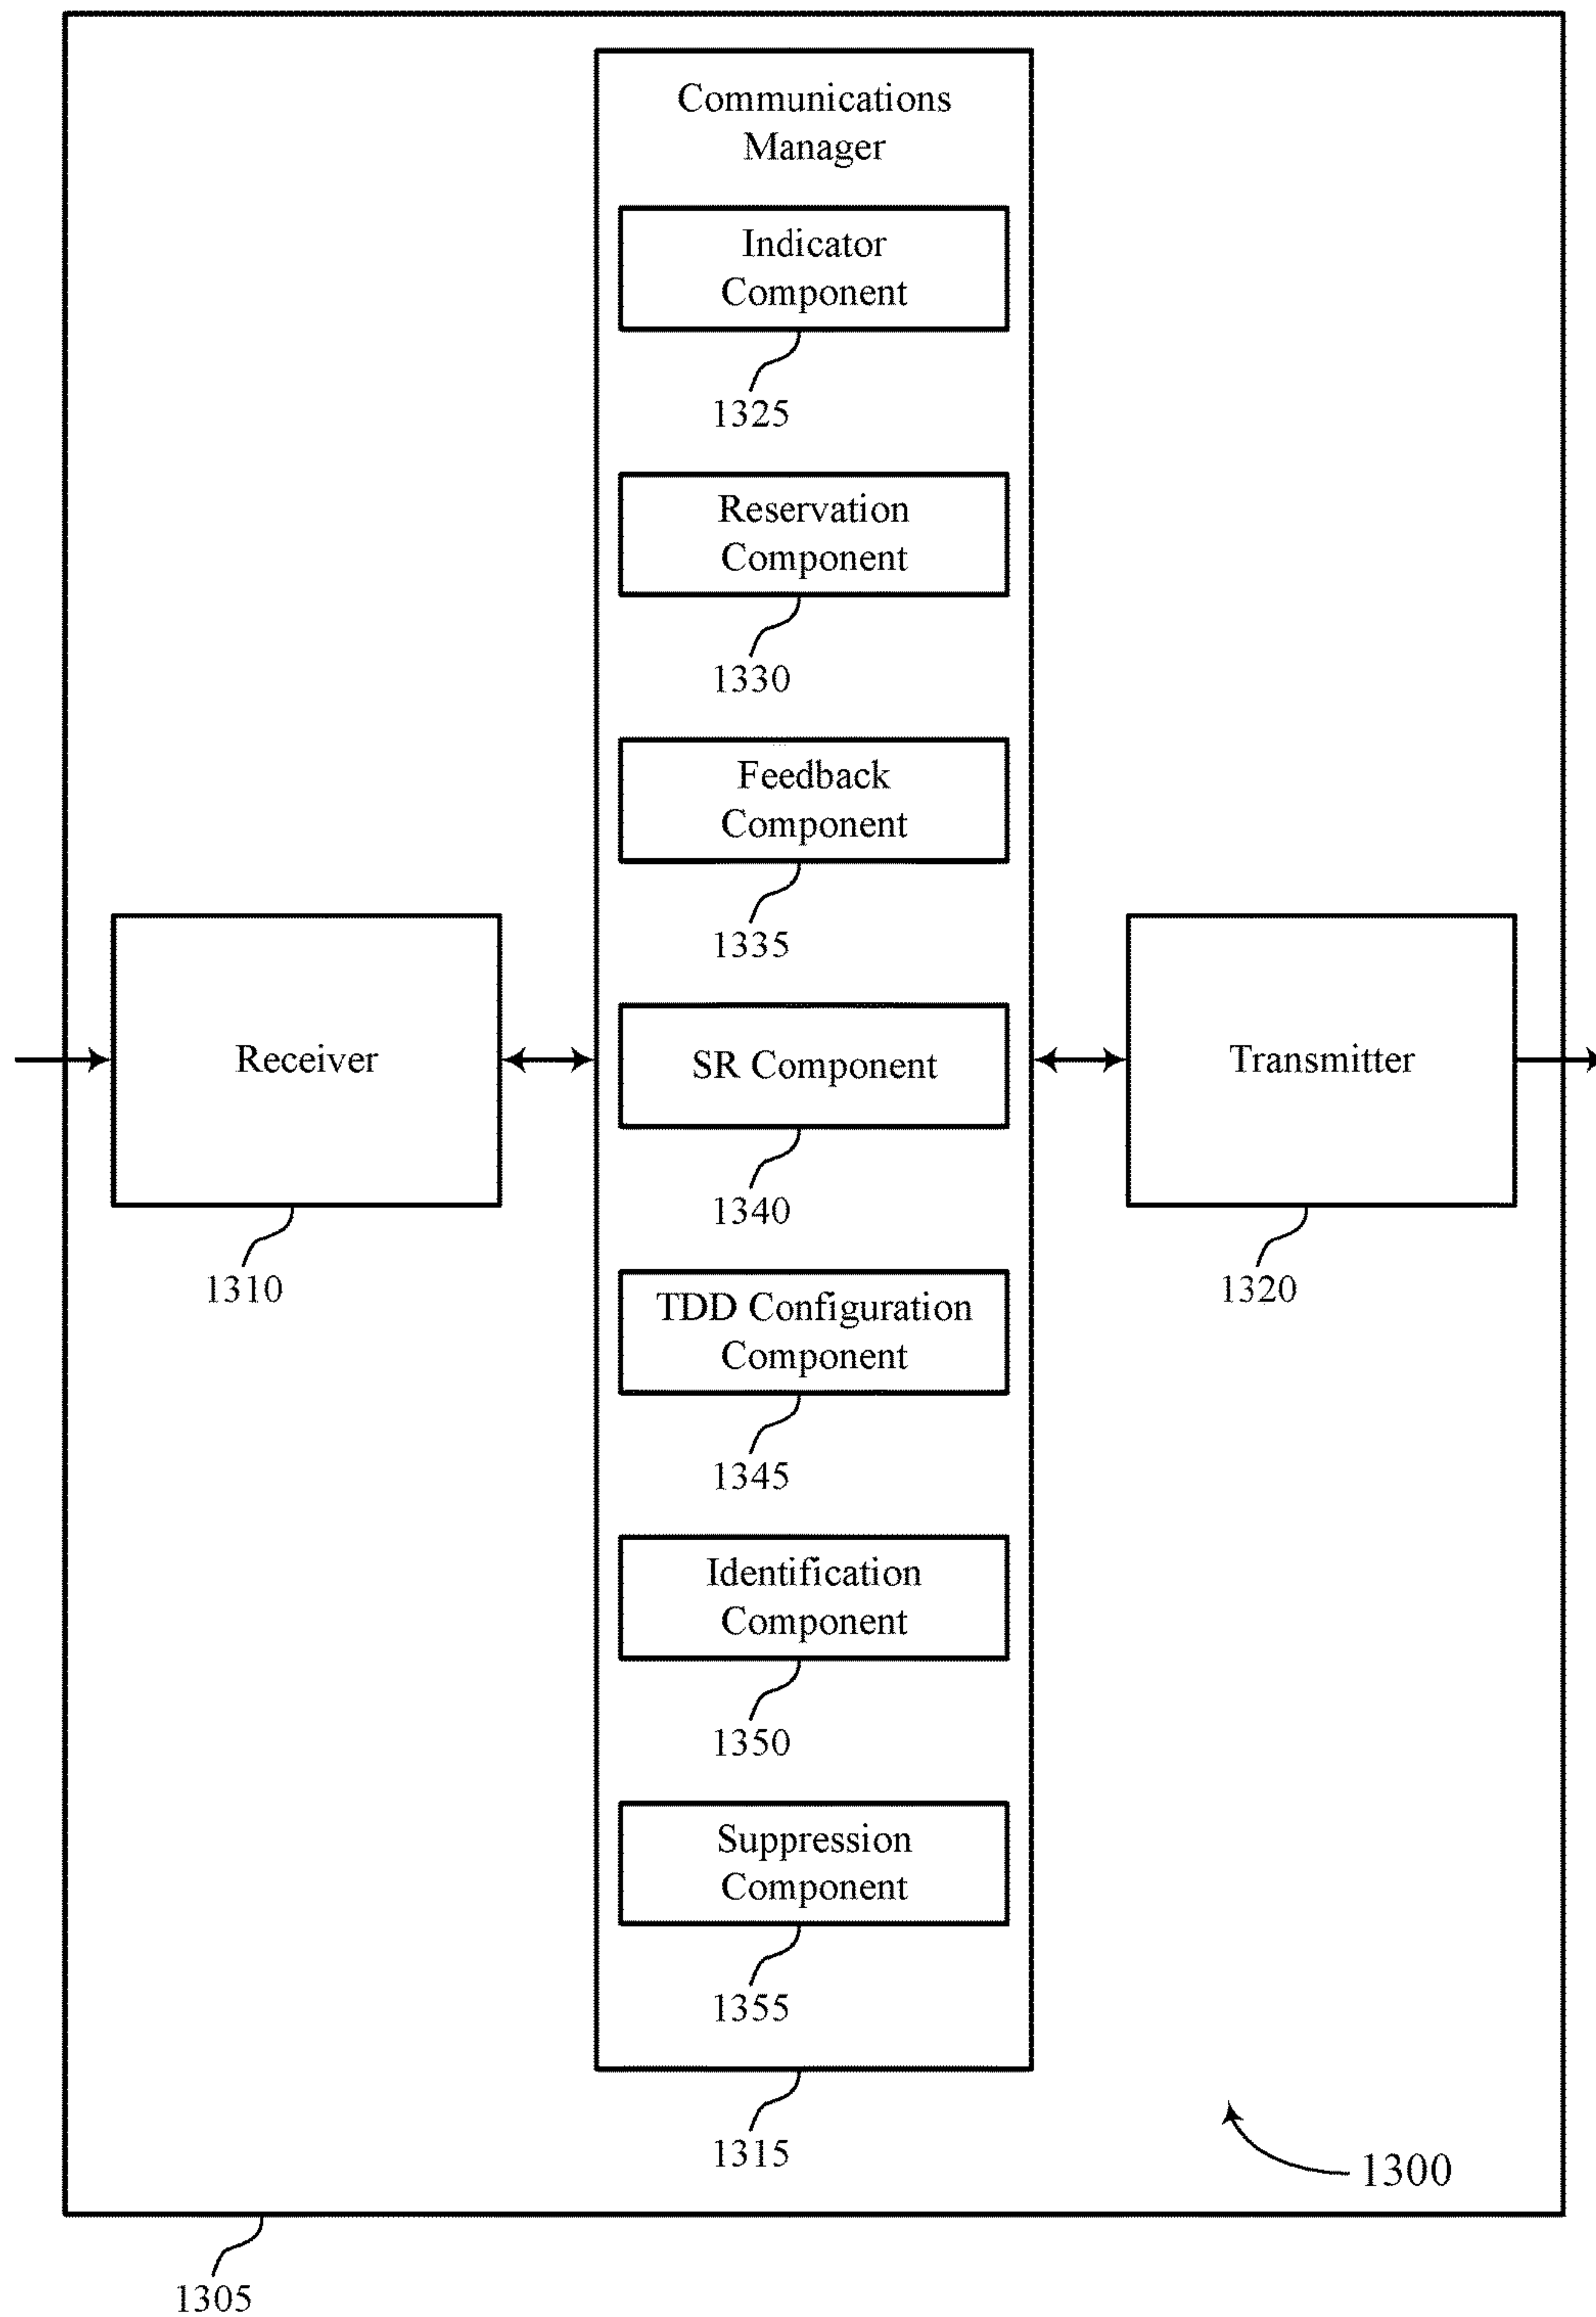 Communications
Manager
Indicator
Component
1325
Reservation
Component
1330
Feedback
Component
1335
Receiver
1310
SR Component
1340
Transmitter
1320
TDD Configuration
Component
1345
Identification
Component
1350
Suppression
Component
1355
1315
1300
1305